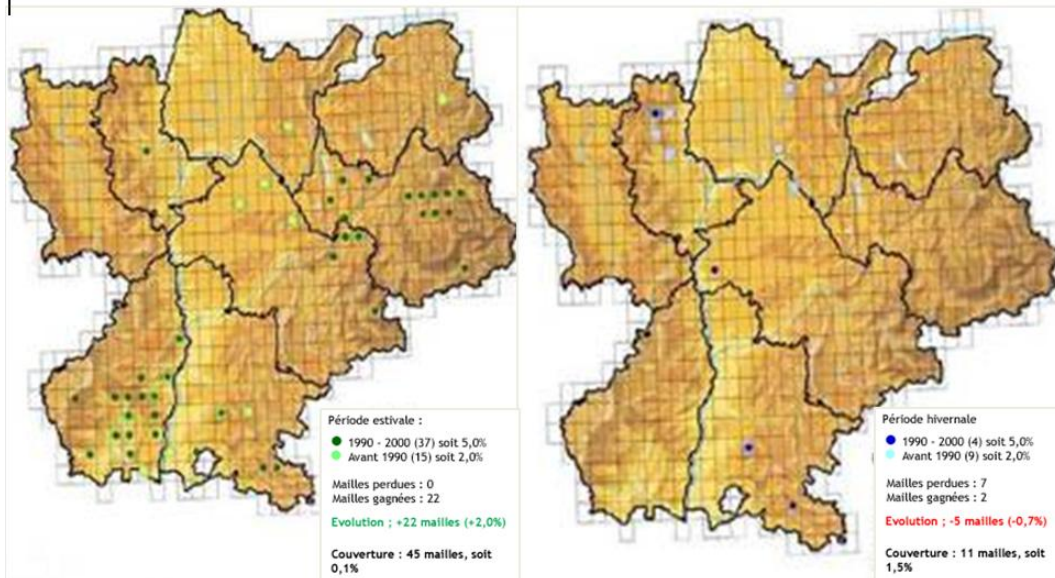 Période estivale :
1990 - 2000 (37) soit 5,0%
Avant 1990 (15) soit 2,0%
Mailles perdues : 0
Mailles gagnées : 22
Evolution ; +22 mailles (+2,0%)
Couverture : 45 mailles, soit
0,1%
Période hivernale
1990 - 2000 (4) soit 5,0%
Avant 1990 (9) soit 2,0%
Mailles perdues : 7
Mailles gagnées : 2
Evolution ; -5 mailles (-0,7%)
Couverture : 11 mailles, soit
1,5%